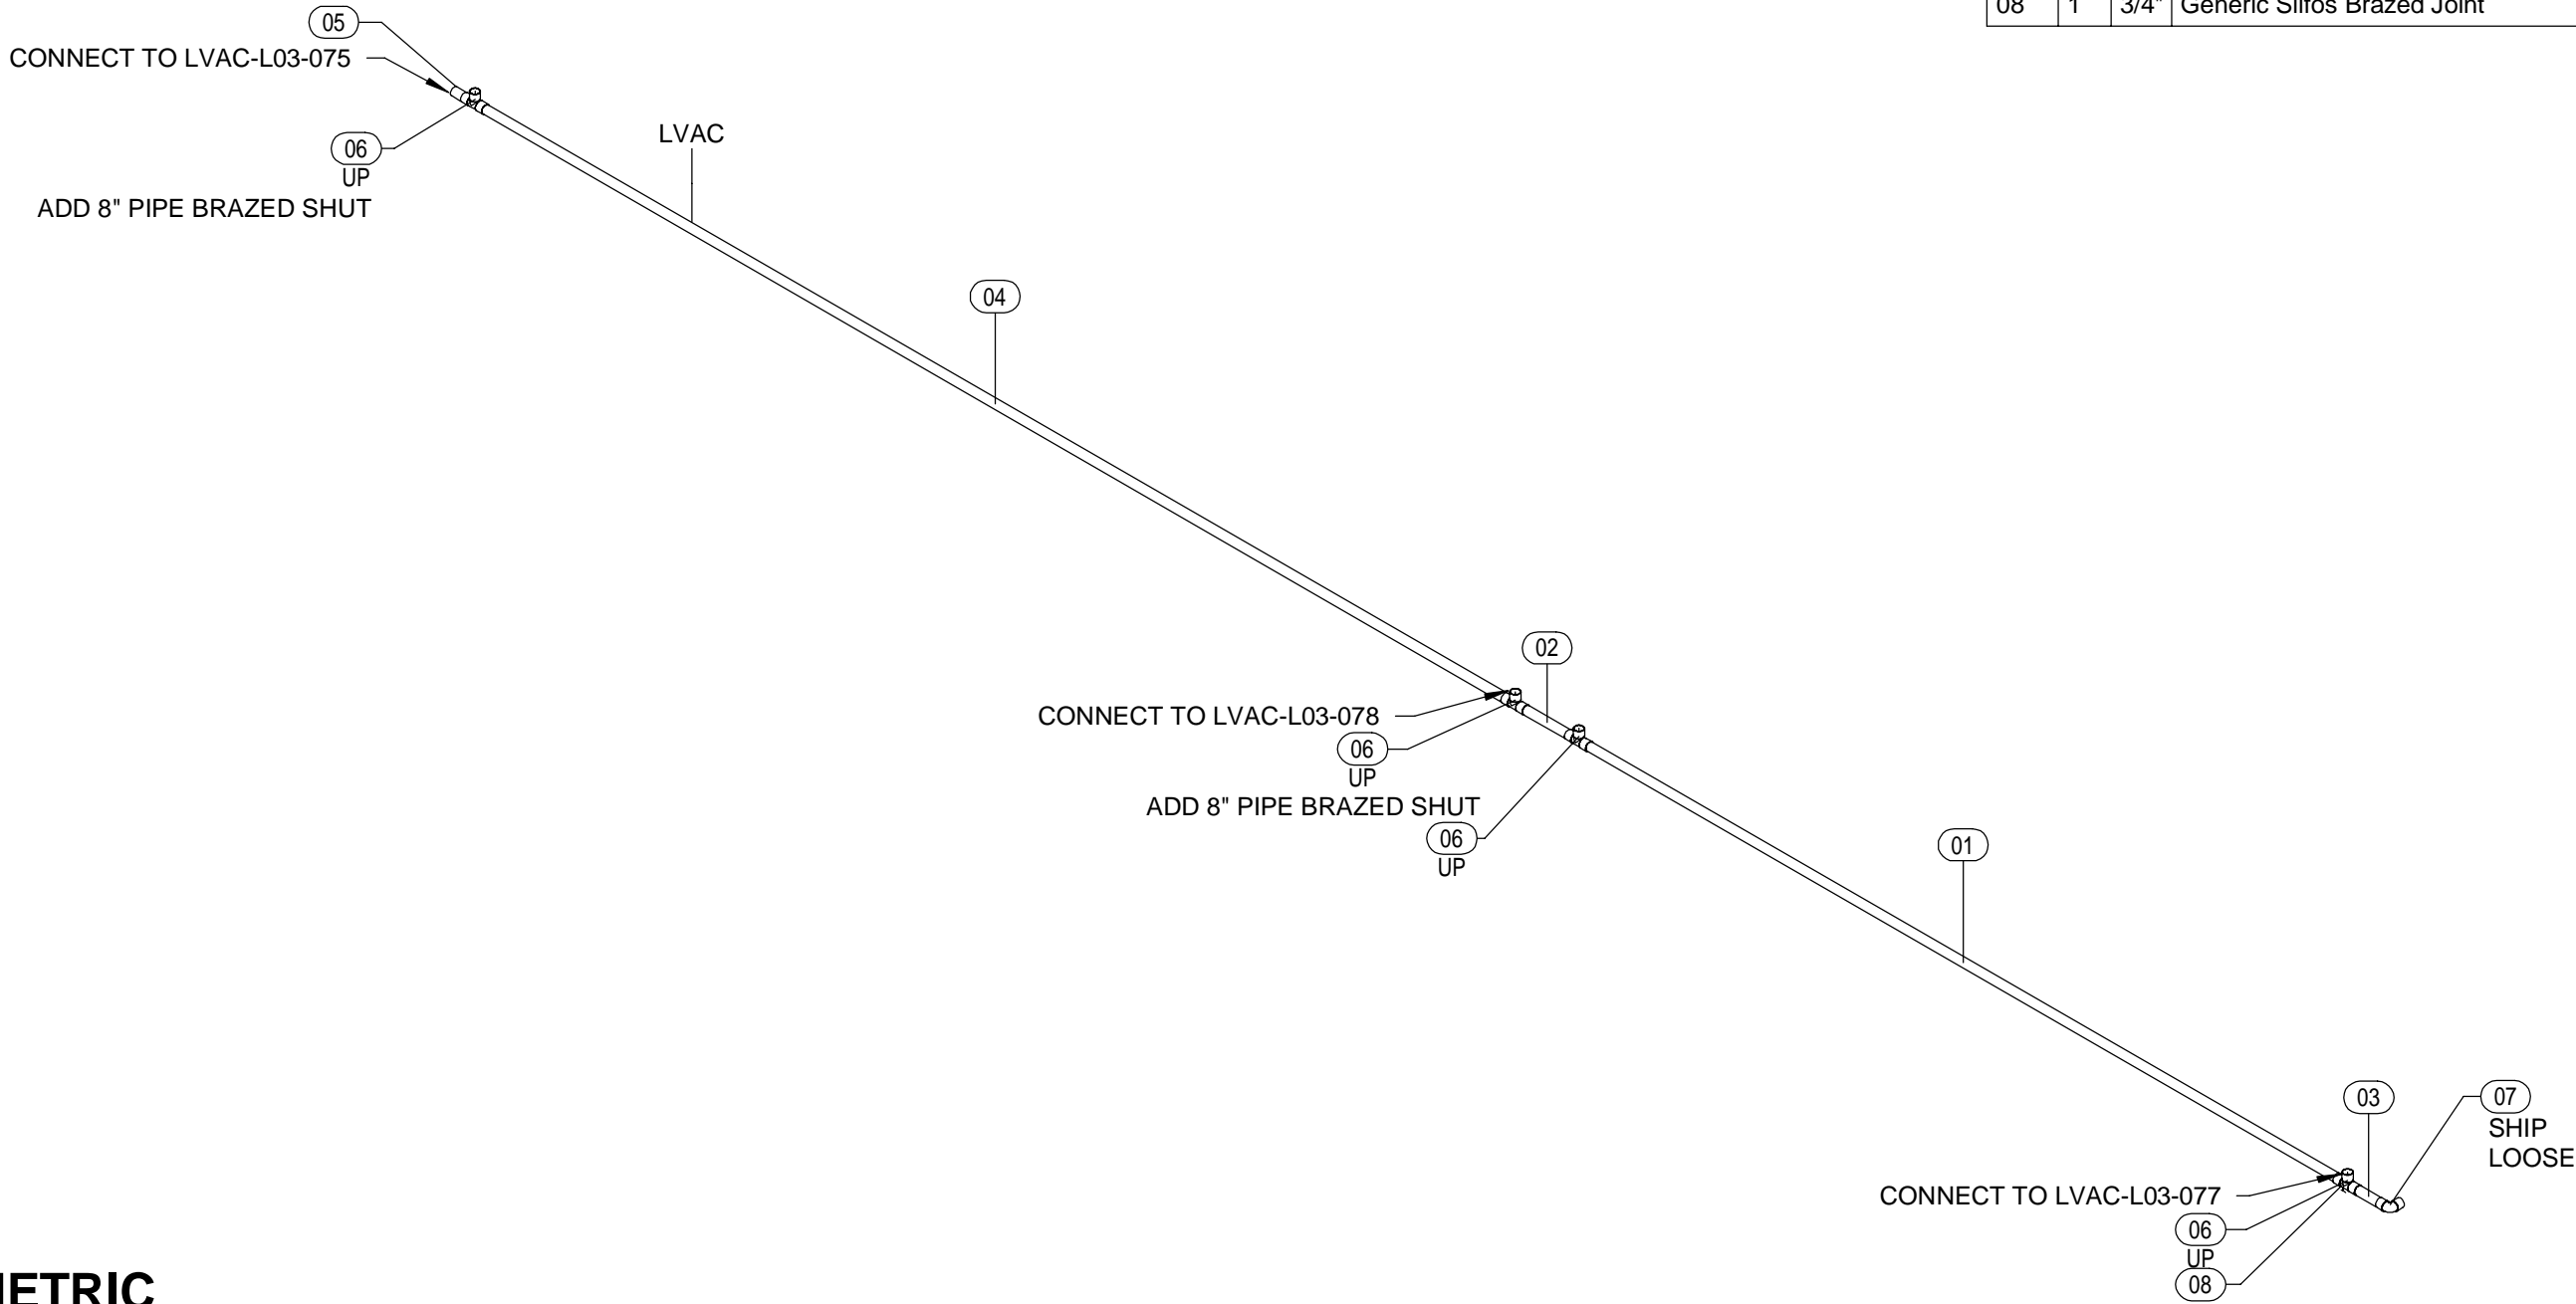 08 1 3/4" Generic Silfos Brazed Joint
05
CONNECT TO LVAC-L03-075
06
UP
ADD 8" PIPE BRAZED SHUT
LVAC
04
02
CONNECT TO LVAC-L03-078
06
UP
ADD 8" PIPE BRAZED SHUT
06
UP
01
03
07
SHIP
LOOSE
CONNECT TO LVAC-L03-077
06
UP
08
METRIC